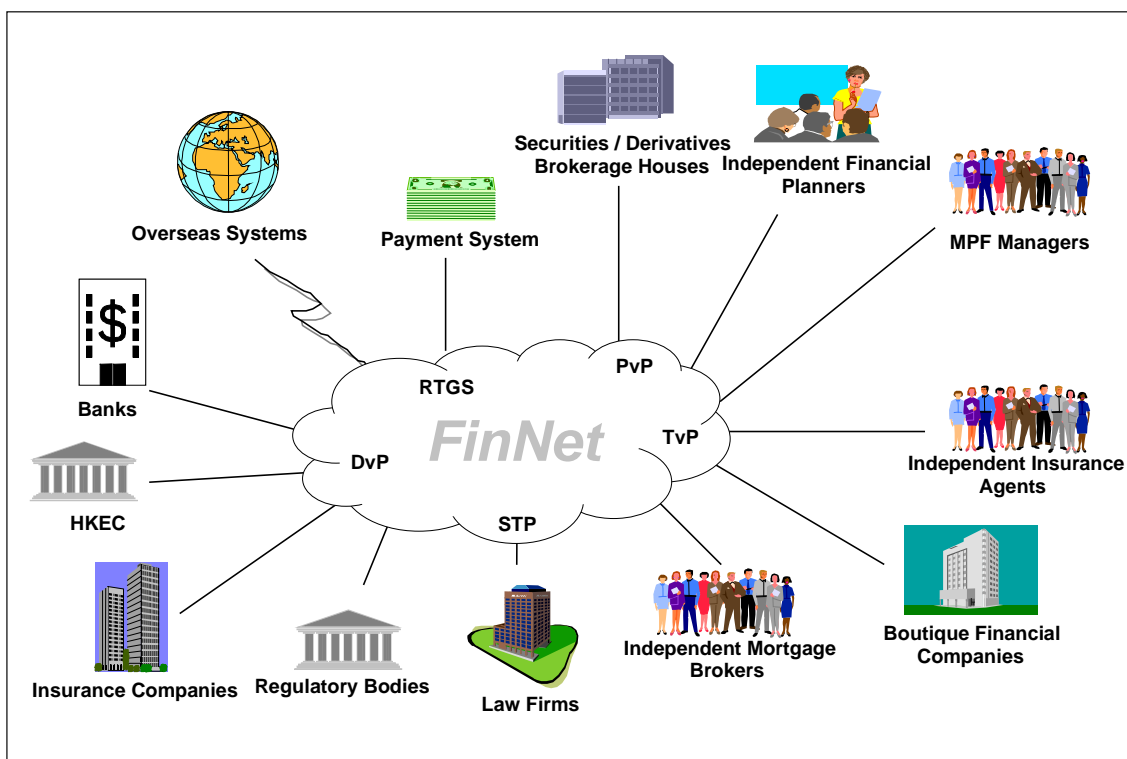 Securities / Derivatives
Brokerage Houses
Independent Financial
Planners
Overseas Systems
Payment System
MPF Managers
$
Banks
RTGS
PvP
FinNet
TvP
DvP
HKEC
STP
Independent Insurance
Agents
Insurance Companies
Regulatory Bodies
Law Firms
Independent Mortgage
Brokers
Boutique Financial
Companies